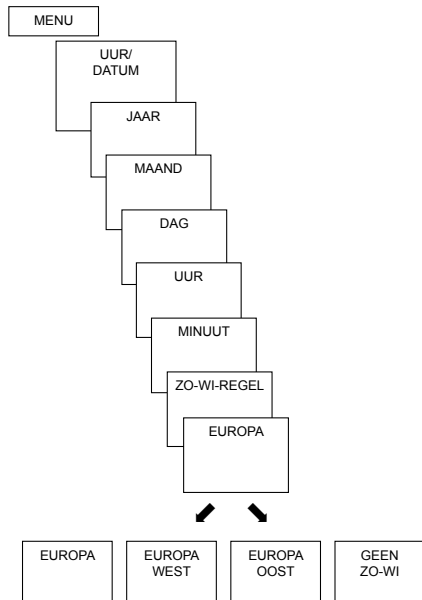 MENU
UUR/
DATUM
JAAR
MAAND
DAG
UUR
MINUUT
ZO-WI-REGEL
EUROPA
EUROPA
EUROPA
WEST
EUROPA
OOST
GEEN
ZO-WI